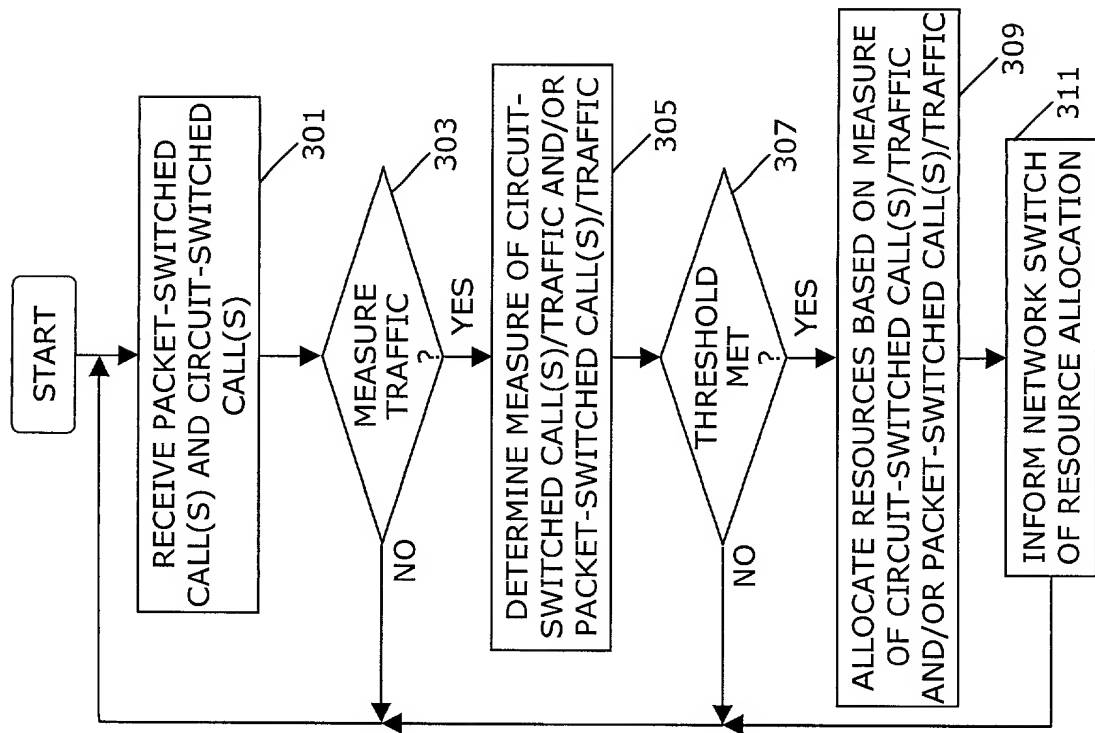 START
RECEIVE PACKET-SWITCHED
CALL(S) AND CIRCUIT-SWITCHED
CALL(S)
301
MEASURE
TRAFFIC
?
303
NO
YES
DETERMINE MEASURE OF CIRCUIT-
SWITCHED CALL(S)/TRAFFIC AND/OR
PACKET-SWITCHED CALL(S)/TRAFFIC
305
THRESHOLD
MET
?
307
NO
YES
ALLOCATE RESOURCES BASED ON MEASURE
OF CIRCUIT-SWITCHED CALL(S)/TRAFFIC
AND/OR PACKET-SWITCHED CALL(S)/TRAFFIC
309
INFORM NETWORK SWITCH
OF RESOURCE ALLOCATION
311